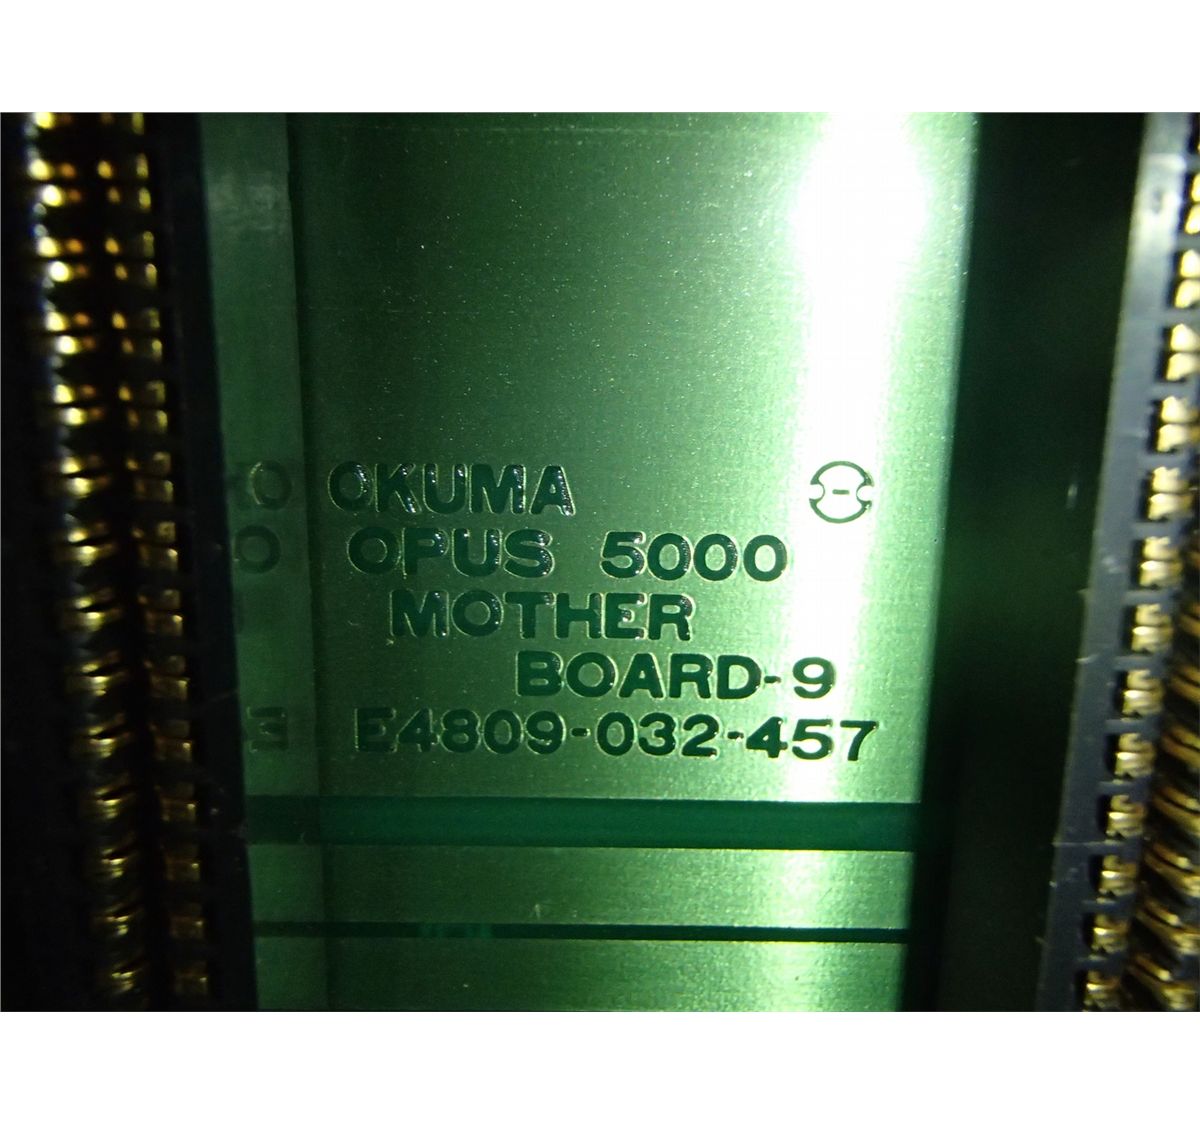 OKUMA
OPUS 5000
MOTHER
BOARD-9
E4809-032-457